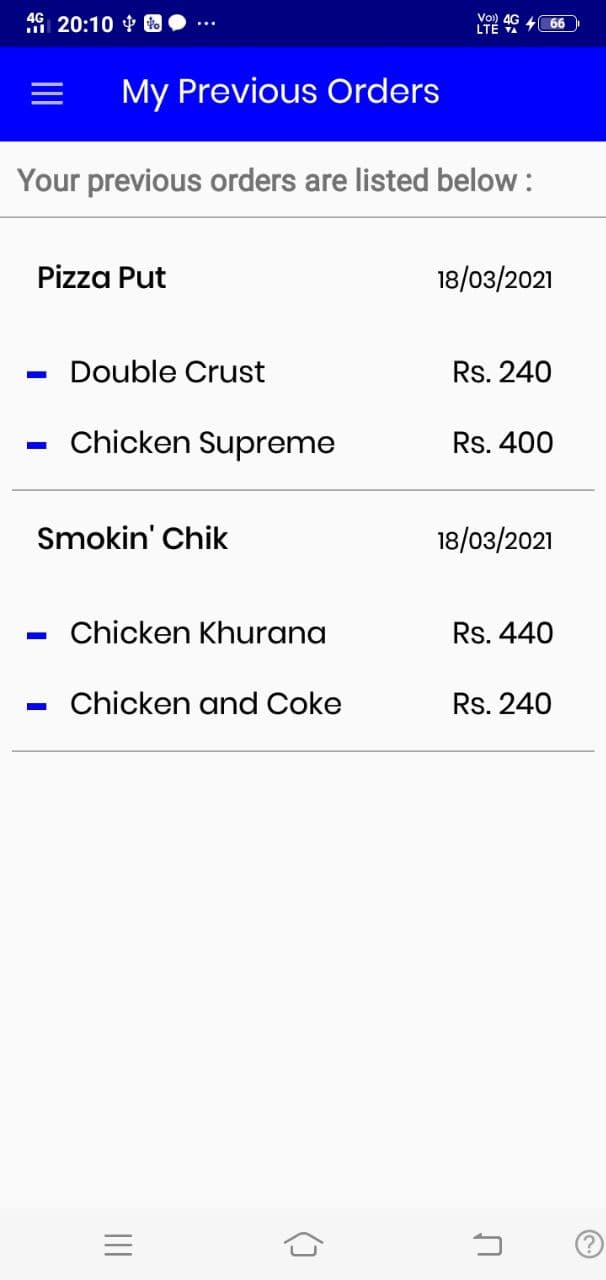 4G 20:10 ... Vo) 4G LTE 66
My Previous Orders
Your previous orders are listed below :
Pizza Put 18/03/2021
Double Crust Rs. 240
Chicken Supreme Rs. 400
Smokin' Chik 18/03/2021
Chicken Khurana Rs. 440
Chicken and Coke Rs. 240
?